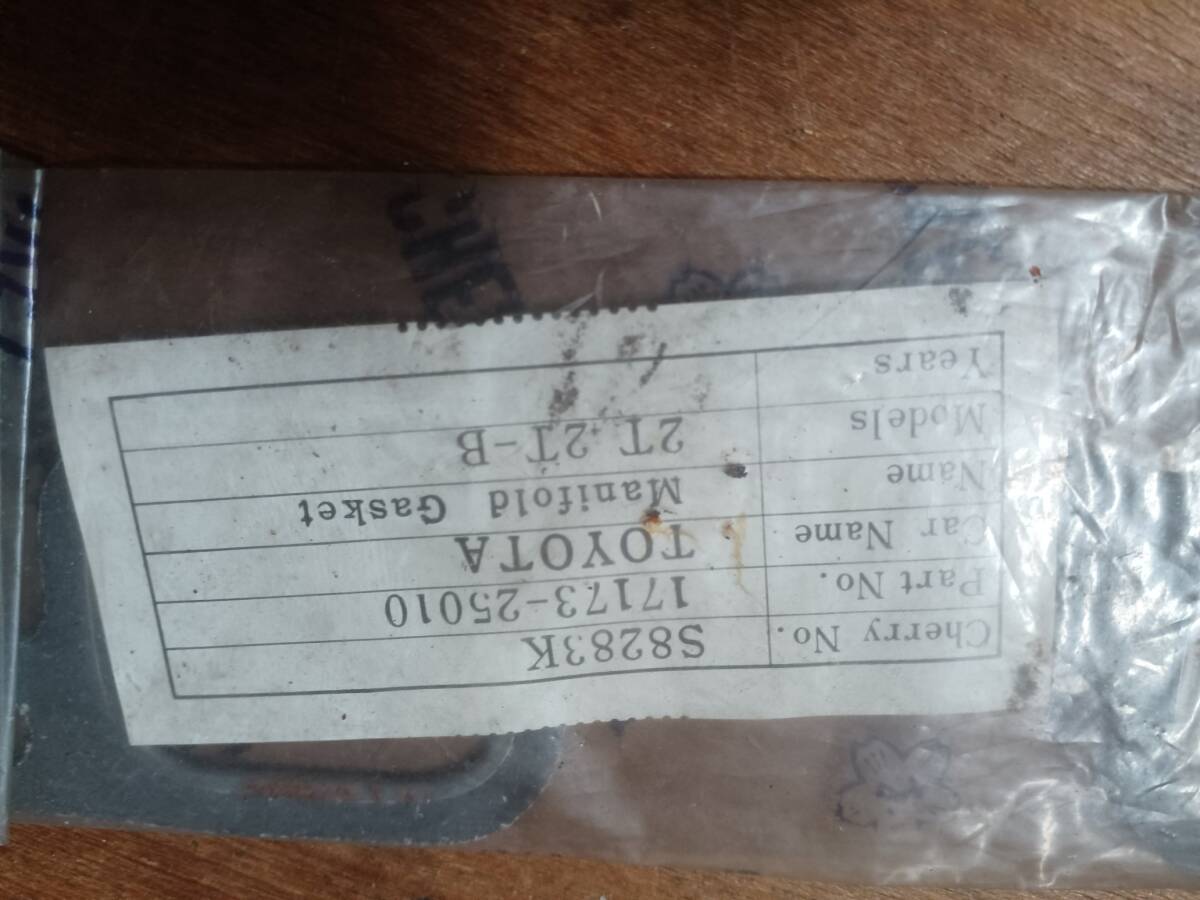 Cherry No. S8283K
Part No. 17173-25010
Car Name TOYOTA
Name Manifold Gasket
Models 2T.2T-B
Years